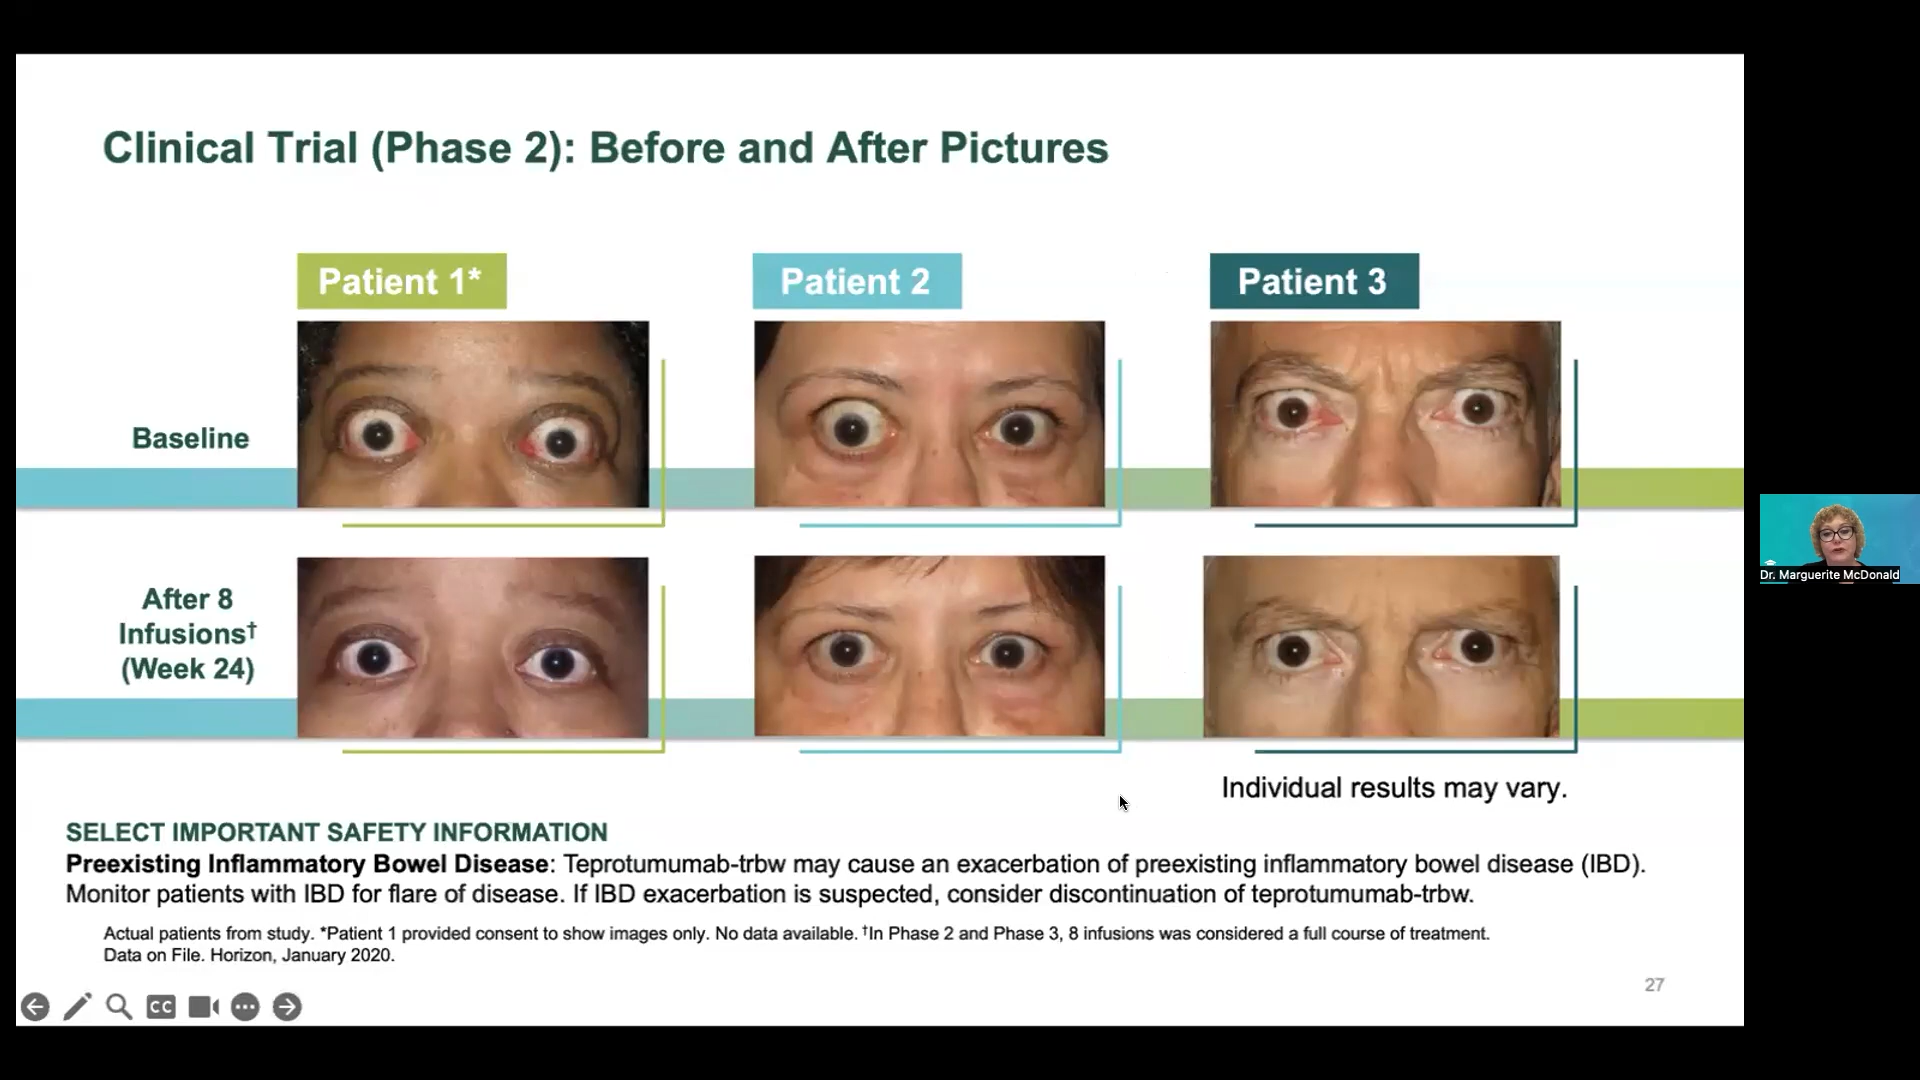 Clinical Trial (Phase 2): Before and After Pictures
Patient 1*
Patient 2
Patient 3
Baseline
After 8
Infusions†
(Week 24)
Individual results may vary.
SELECT IMPORTANT SAFETY INFORMATION
Preexisting Inflammatory Bowel Disease: Teprotumumab-trbw may cause an exacerbation of preexisting inflammatory bowel disease (IBD).
Monitor patients with IBD for flare of disease. If IBD exacerbation is suspected, consider discontinuation of teprotumumab-trbw.
Actual patients from study. *Patient 1 provided consent to show images only. No data available. †In Phase 2 and Phase 3, 8 infusions was considered a full course of treatment.
Data on File. Horizon, January 2020.
27
CC
Dr. Marguerite McDonald